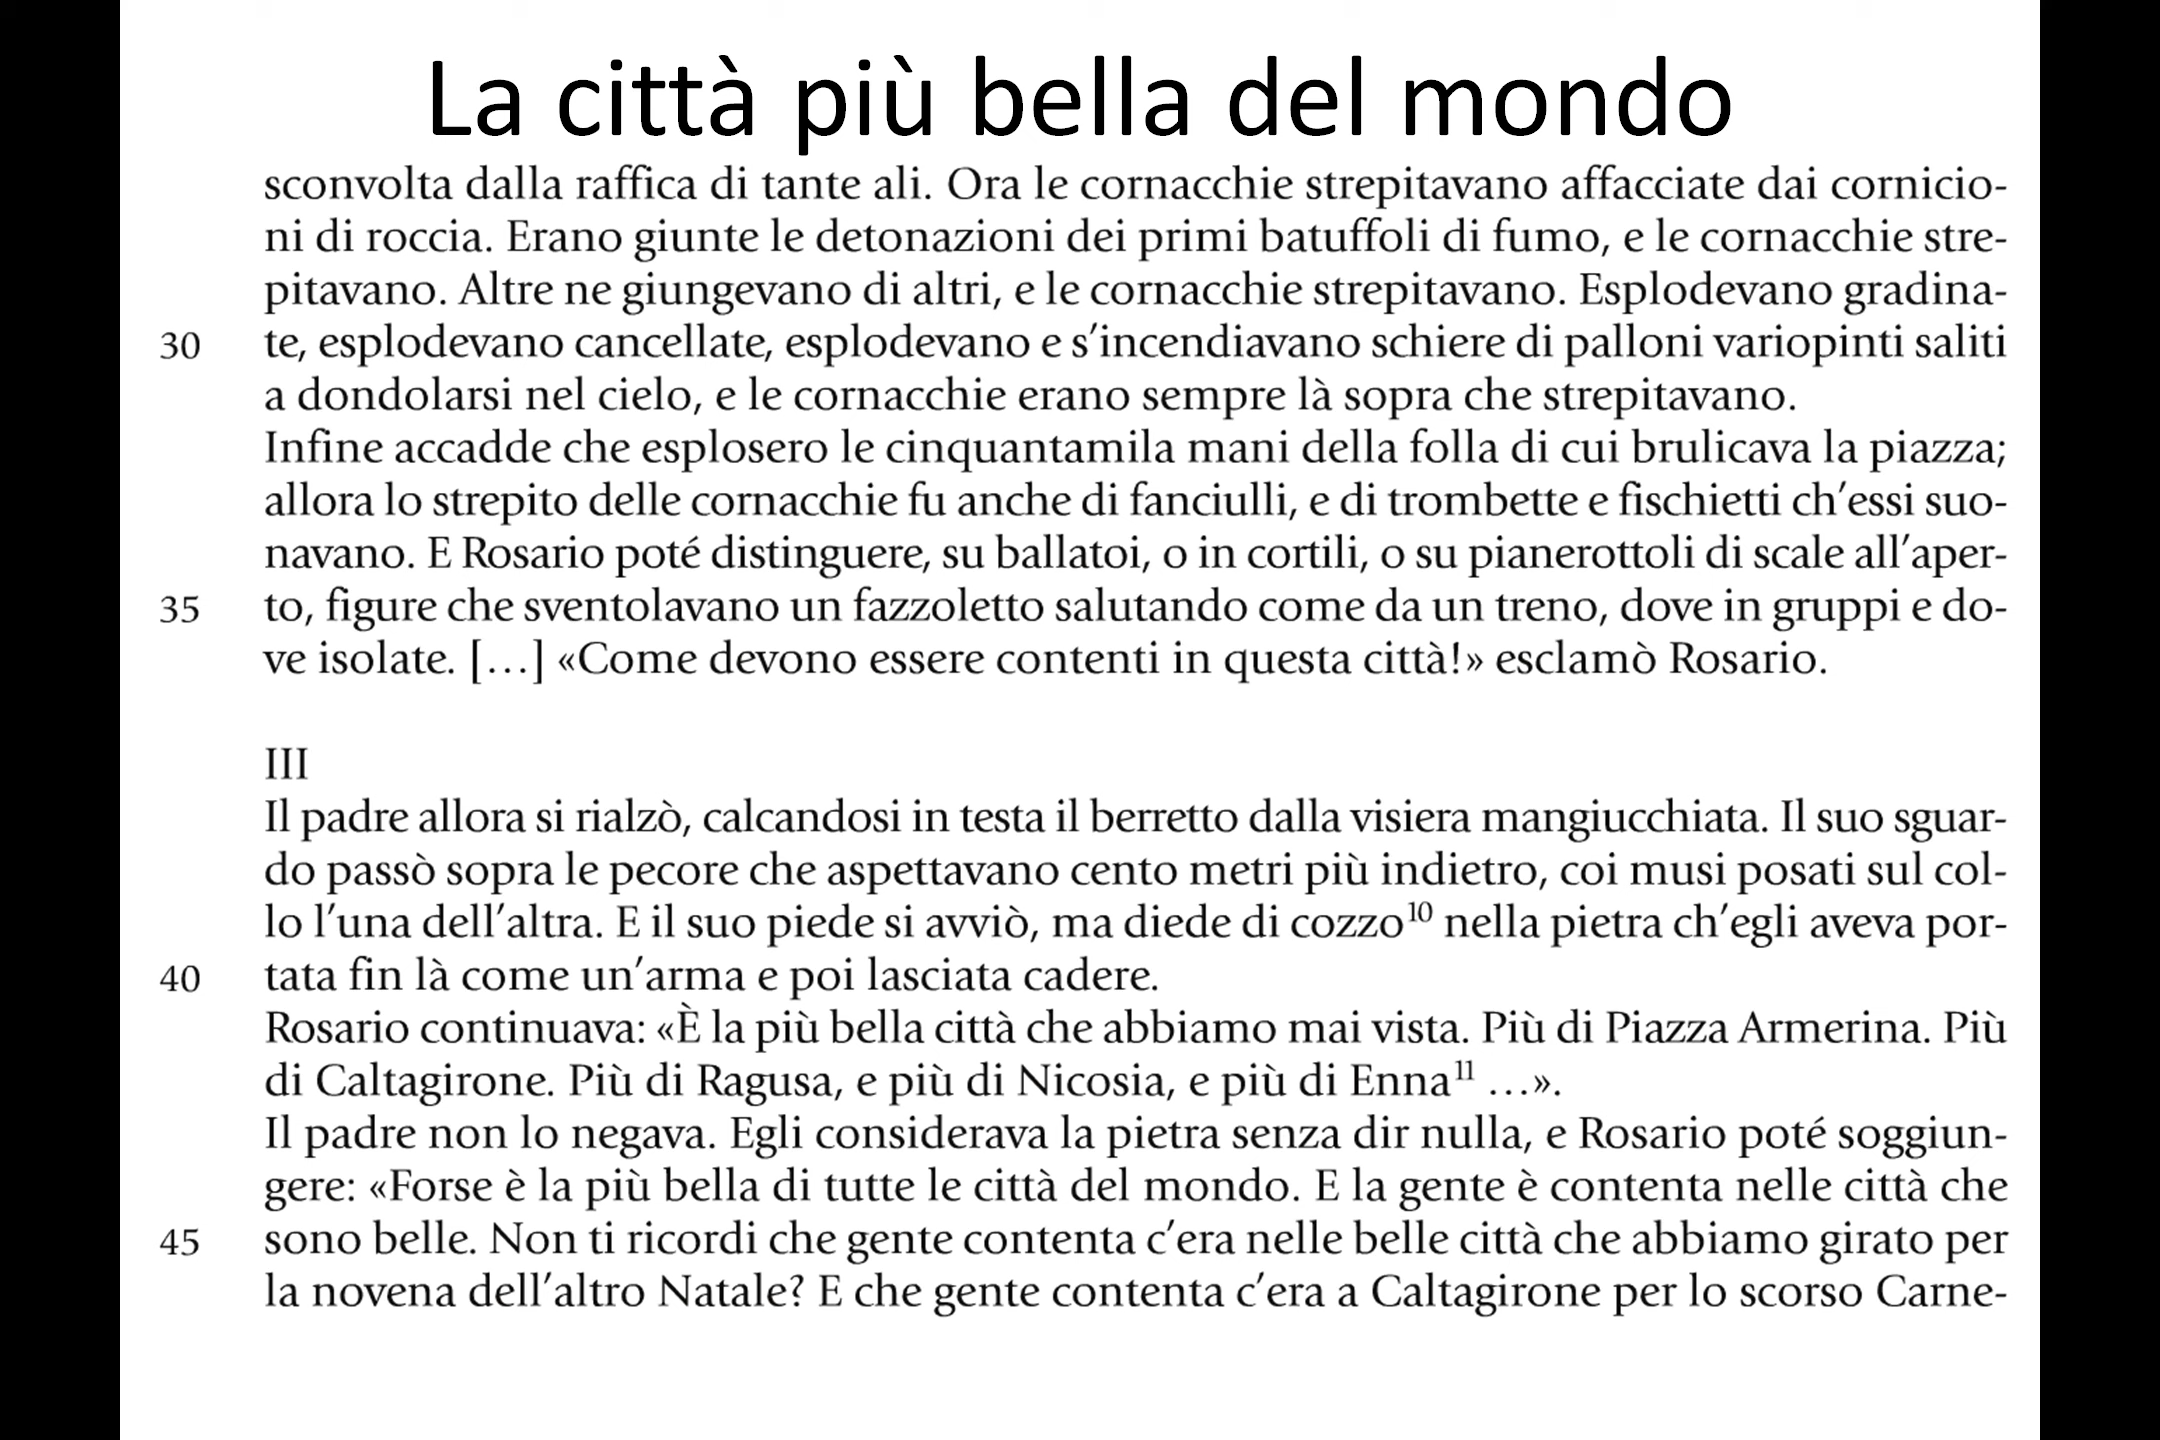 La città più bella del mondo
sconvolta dalla raffica di tante ali. Ora le cornacchie strepitavano affacciate dai cornicio-
ni di roccia. Erano giunte le detonazioni dei primi batuffoli di fumo, e le cornacchie stre-
pitavano. Altre ne giungevano di altri, e le cornacchie strepitavano. Esplodevano gradina-
30 te, esplodevano cancellate, esplodevano e s'incendiavano schiere di palloni variopinti saliti
a dondolarsi nel cielo, e le cornacchie erano sempre là sopra che strepitavano.
Infine accadde che esplosero le cinquantamila mani della folla di cui brulicava la piazza;
allora lo strepito delle cornacchie fu anche di fanciulli, e di trombette e fischietti ch'essi suo-
navano. E Rosario poté distinguere, su ballatoi, o in cortili, o su pianerottoli di scale all'aper-
35 to, figure che sventolavano un fazzoletto salutando come da un treno, dove in gruppi e do-
ve isolate. […] «Come devono essere contenti in questa città!» esclamò Rosario.
III
Il padre allora si rialzò, calcandosi in testa il berretto dalla visiera mangiucchiata. Il suo sguar-
do passò sopra le pecore che aspettavano cento metri più indietro, coi musi posati sul col-
lo l'una dell'altra. E il suo piede si avviò, ma diede di cozzo¹⁰ nella pietra ch'egli aveva por-
40 tata fin là come un'arma e poi lasciata cadere.
Rosario continuava: «È la più bella città che abbiamo mai vista. Più di Piazza Armerina. Più
di Caltagirone. Più di Ragusa, e più di Nicosia, e più di Enna¹¹ …».
Il padre non lo negava. Egli considerava la pietra senza dir nulla, e Rosario poté soggiun-
gere: «Forse è la più bella di tutte le città del mondo. E la gente è contenta nelle città che
45 sono belle. Non ti ricordi che gente contenta c'era nelle belle città che abbiamo girato per
la novena dell'altro Natale? E che gente contenta c'era a Caltagirone per lo scorso Carne-